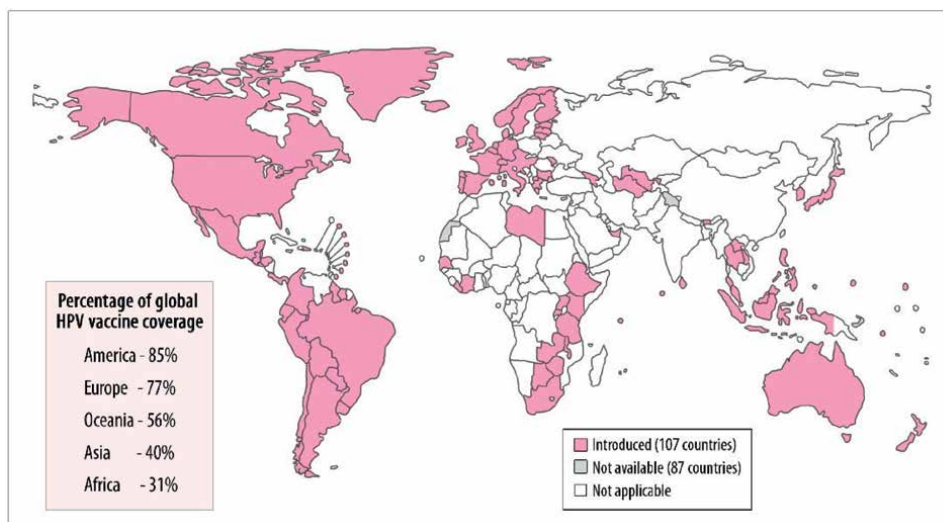 Percentage of global
HPV vaccine coverage
America - 85%
Europe - 77%
Oceania - 56%
Asia - 40%
Africa - 31%
Introduced (107 countries)
Not available (87 countries)
Not applicable